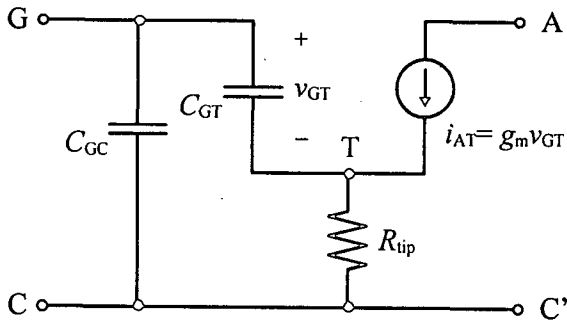 G
A
+
C_GT
v_GT
−
C_GC
T
i_AT = g_m v_GT
R_tip
C
C'